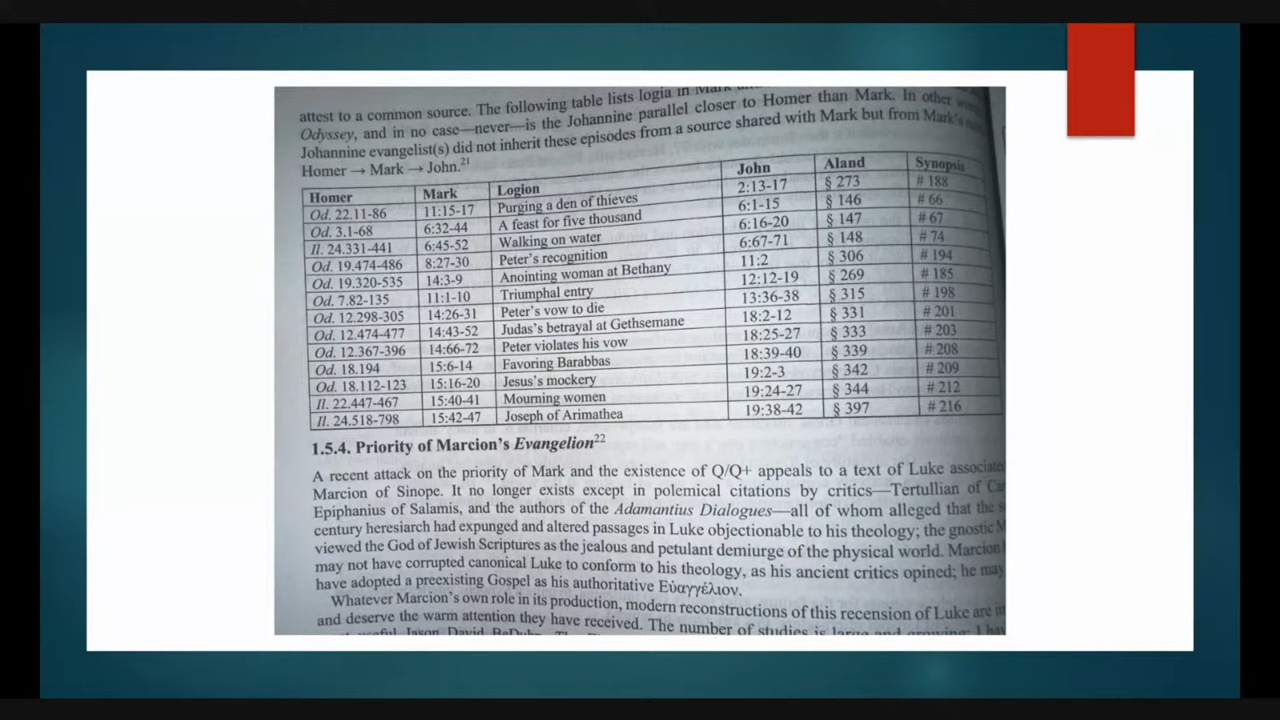 attest to a common source. The following table lists logia in Mark
Odyssey, and in no case—never—is the Johannine parallel closer to Homer than Mark. In other
Johannine evangelist(s) did not inherit these episodes from a source shared with Mark but from Mark's
Homer → Mark → John.21
Homer Mark Logion John Aland Synopsis
Od. 22.11-86 11:15-17 Purging a den of thieves 2:13-17 § 273 # 188
Od. 3.1-68 6:32-44 A feast for five thousand 6:1-15 § 146 # 66
Il. 24.331-441 6:45-52 Walking on water 6:16-20 § 147 # 67
Od. 19.474-486 8:27-30 Peter's recognition 6:67-71 § 148 # 74
Od. 19.320-535 14:3-9 Anointing woman at Bethany 11:2 § 306 # 194
Od. 7.82-135 11:1-10 Triumphal entry 12:12-19 § 269 # 185
Od. 12.298-305 14:26-31 Peter's vow to die 13:36-38 § 315 # 198
Od. 12.474-477 14:43-52 Judas's betrayal at Gethsemane 18:2-12 § 331 # 201
Od. 12.367-396 14:66-72 Peter violates his vow 18:25-27 § 333 # 203
Od. 18.194 15:6-14 Favoring Barabbas 18:39-40 § 339 # 208
Od. 18.112-123 15:16-20 Jesus's mockery 19:2-3 § 342 # 209
Il. 22.447-467 15:40-41 Mourning women 19:24-27 § 344 # 212
Il. 24.518-798 15:42-47 Joseph of Arimathea 19:38-42 § 397 # 216
1.5.4. Priority of Marcion's Evangelion22
A recent attack on the priority of Mark and the existence of Q/Q+ appeals to a text of Luke
Marcion of Sinope. It no longer exists except in polemical citations by critics—Tertullian of
Epiphanius of Salamis, and the authors of the Adamantius Dialogues—all of whom alleged that the
century heresiarch had expunged and altered passages in Luke objectionable to his theology; the gnostic
viewed the God of Jewish Scriptures as the jealous and petulant demiurge of the physical world. Marcion
may not have corrupted canonical Luke to conform to his theology, as his ancient critics opined; he may
have adopted a preexisting Gospel as his authoritative Εὐαγγέλιον.
Whatever Marcion's own role in its production, modern reconstructions of this recension of Luke are
and deserve the warm attention they have received. The number of studies is large and growing; I
Jason David